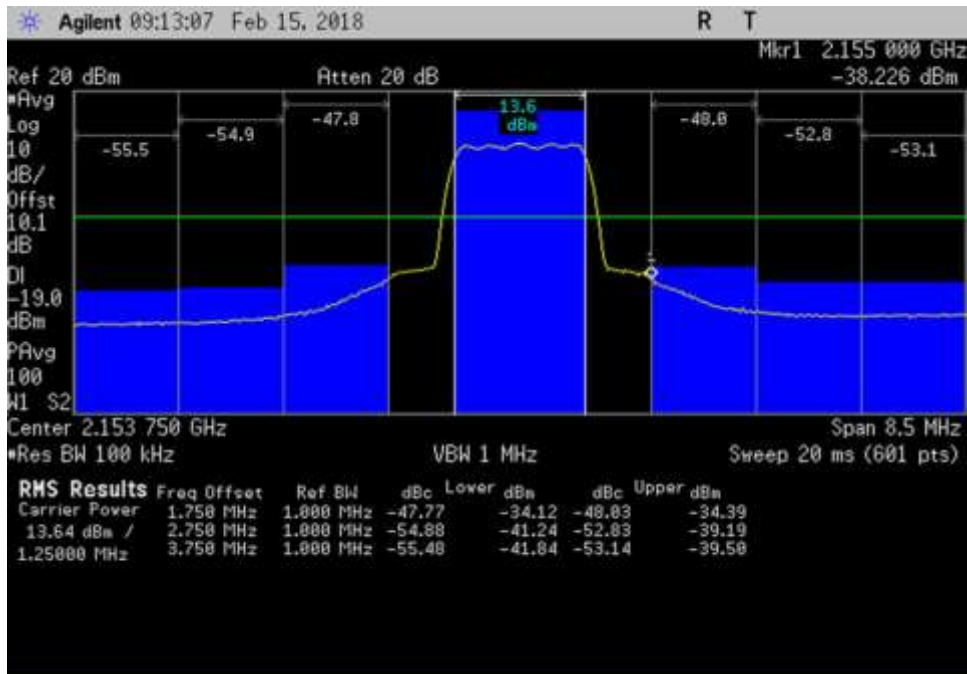 Agilent 09:13:07 Feb 15, 2018 R T
Mkr1 2.155 000 GHz
Ref 20 dBm Atten 20 dB -38.226 dBm
#Avg
Log
10
dB/
Offst
10.1
dB
DI
-19.0
dBm
PAvg
100
W1 S2
-55.5
-54.9
-47.8
13.6
dBm
-48.0
-52.8
-53.1
1
Center 2.153 750 GHz Span 8.5 MHz
#Res BW 100 kHz VBW 1 MHz Sweep 20 ms (601 pts)
RMS Results Freq Offset Ref BW dBc Lower dBm dBc Upper dBm
Carrier Power 1.750 MHz 1.000 MHz -47.77 -34.12 -48.03 -34.39
13.64 dBm / 2.750 MHz 1.000 MHz -54.88 -41.24 -52.83 -39.19
1.25000 MHz 3.750 MHz 1.000 MHz -55.48 -41.84 -53.14 -39.50